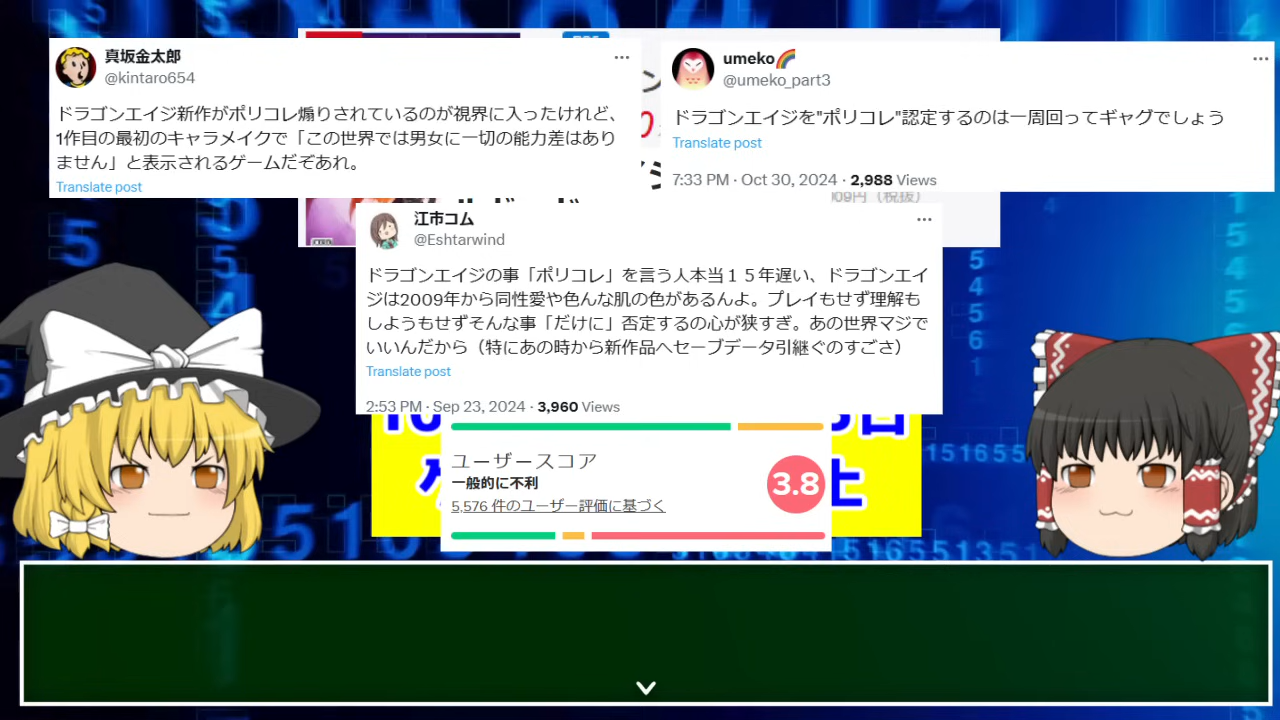 真坂金太郎
@kintaro654
ドラゴンエイジ新作がポリコレ煽りされているのが視界に入ったけれど、
1作目の最初のキャラメイクで「この世界では男女に一切の能力差はあり
ません」と表示されるゲームだぞあれ。
Translate post
umeko🌈
@umeko_part3
ドラゴンエイジを"ポリコレ"認定するのは一周回ってギャグでしょう
Translate post
7:33 PM · Oct 30, 2024 · 2,988 Views
09円（税抜）
江市コム
@Eshtarwind
ドラゴンエイジの事「ポリコレ」を言う人本当１５年遅い、ドラゴンエイ
ジは2009年から同性愛や色んな肌の色があるんよ。プレイもせず理解も
しようもせずそんな事「だけに」否定するの心が狭すぎ。あの世界マジで
いいんだから（特にあの時から新作品へセーブデータ引継ぐのすごさ）
Translate post
2:53 PM · Sep 23, 2024 · 3,960 Views
ユーザースコア
一般的に不利
5,576 件のユーザー評価に基づく
3.8